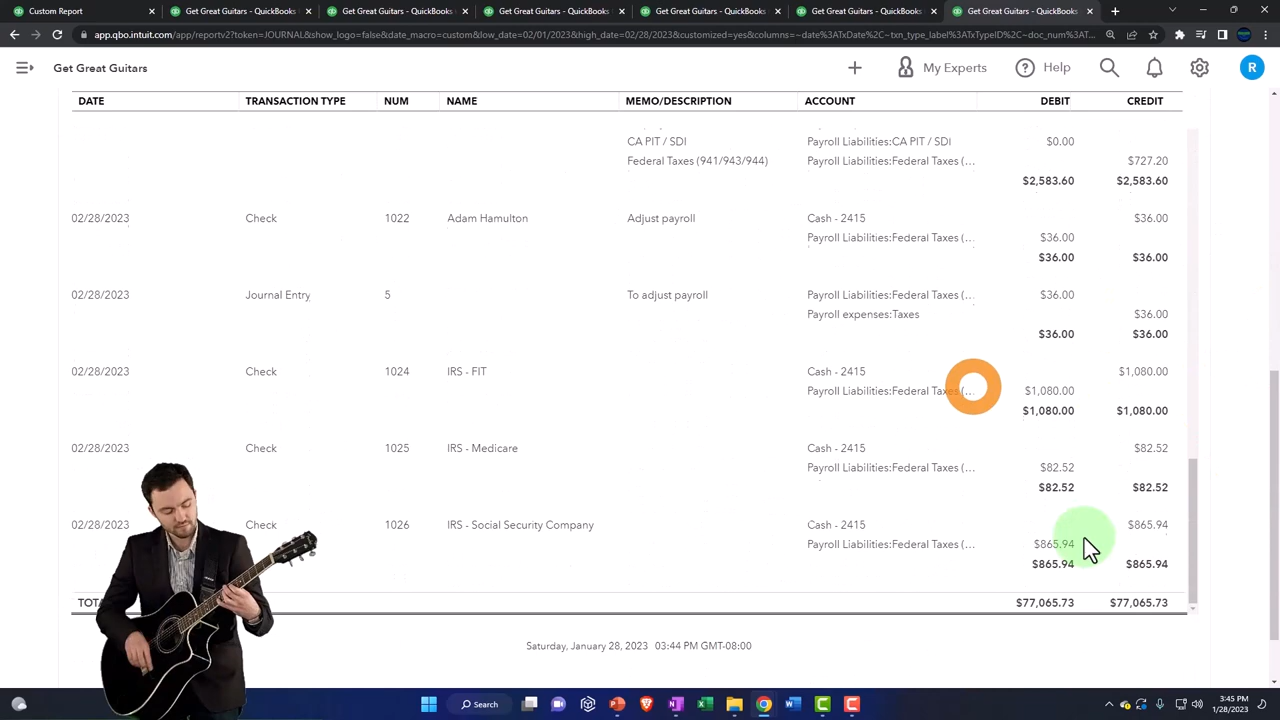 Custom Report
Get Great Guitars - QuickBooks
Get Great Guitars - QuickBooks
Get Great Guitars - QuickBooks
Get Great Guitars - QuickBooks
Get Great Guitars - QuickBooks
Get Great Guitars - QuickBooks
app.qbo.intuit.com/app/reportv2?token=JOURNAL&show_logo=false&date_macro=custom&low_date=02/01/2023&high_date=02/28/2023&customized=yes&columns=~date%3ATxDate%2C~txn_type_label%3ATxTypeID%2C~doc_num%3AT...
Get Great Guitars My Experts Help R
DATE TRANSACTION TYPE NUM NAME MEMO/DESCRIPTION ACCOUNT DEBIT CREDIT
CA PIT / SDI Payroll Liabilities:CA PIT / SDI $0.00
Federal Taxes (941/943/944) Payroll Liabilities:Federal Taxes (... $727.20
$2,583.60 $2,583.60
02/28/2023 Check 1022 Adam Hamulton Adjust payroll Cash - 2415 $36.00
Payroll Liabilities:Federal Taxes (... $36.00
$36.00 $36.00
02/28/2023 Journal Entry 5 To adjust payroll Payroll Liabilities:Federal Taxes (... $36.00
Payroll expenses:Taxes $36.00
$36.00 $36.00
02/28/2023 Check 1024 IRS - FIT Cash - 2415 $1,080.00
Payroll Liabilities:Federal Taxes (... $1,080.00
$1,080.00 $1,080.00
02/28/2023 Check 1025 IRS - Medicare Cash - 2415 $82.52
Payroll Liabilities:Federal Taxes (... $82.52
$82.52 $82.52
02/28/2023 Check 1026 IRS - Social Security Company Cash - 2415 $865.94
Payroll Liabilities:Federal Taxes (... $865.94
$865.94 $865.94
$77,065.73 $77,065.73
Saturday, January 28, 2023 03:44 PM GMT-08:00
Search
3:45 PM
1/28/2023